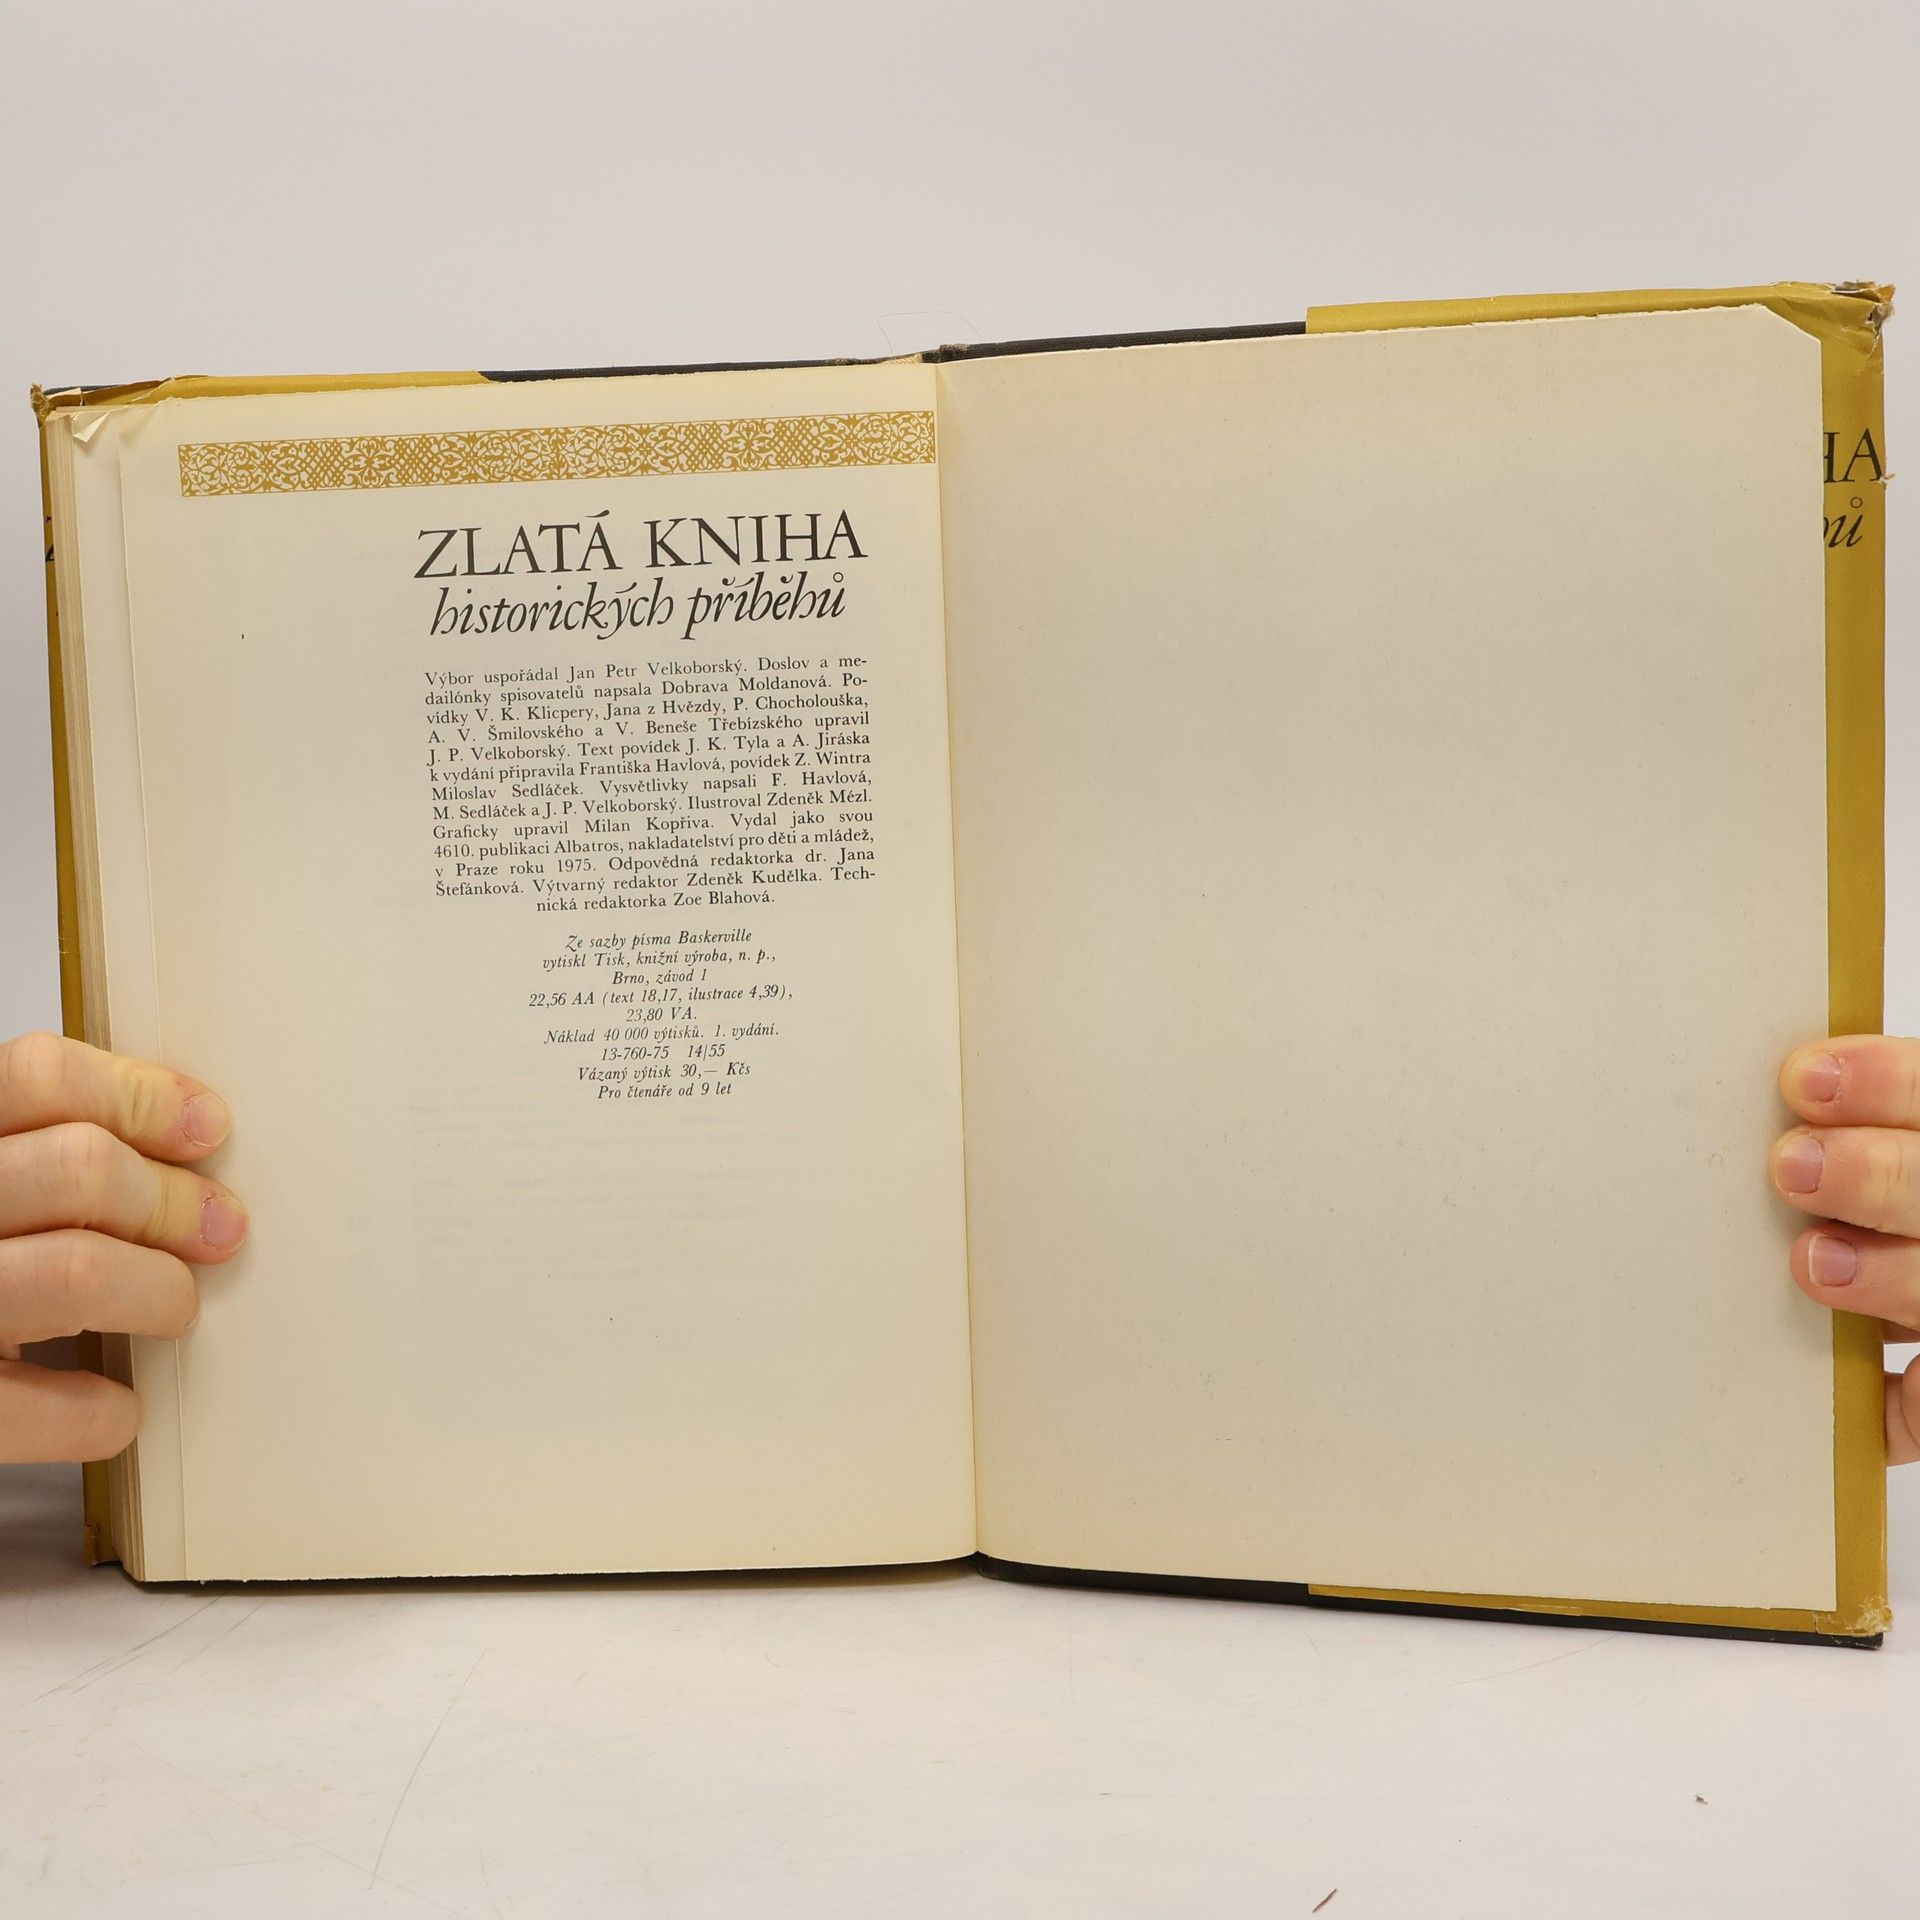 ZLATÁ KNIHA
historických příběhů
Výbor uspořádal Jan Petr Velkoborský. Doslov a me-
dailónky spisovatelů napsala Dobrava Moldanová. Po-
vídky V. K. Klicpery, Jana z Hvězdy, P. Chocholouška,
A. V. Šmilovského a V. Beneše Třebízského upravil
J. P. Velkoborský. Text povídek J. K. Tyla a A. Jiráska
k vydání připravila Františka Havlová, povídek Z. Wintra
Miloslav Sedláček. Vysvětlivky napsali F. Havlová,
M. Sedláček a J. P. Velkoborský. Ilustroval Zdeněk Mézl.
Graficky upravil Milan Kopřiva. Vydal jako svou
4610. publikaci Albatros, nakladatelství pro děti a mládež,
v Praze roku 1975. Odpovědná redaktorka dr. Jana
Štefánková. Výtvarný redaktor Zdeněk Kudělka. Tech-
nická redaktorka Zoe Blahová.
Ze sazby písma Baskerville
vytiskl Tisk, knižní výroba, n. p.,
Brno, závod 1
22,56 AA (text 18,17, ilustrace 4,39),
23,80 VA.
Náklad 40 000 výtisků. 1. vydání.
13-760-75 14|55
Vázaný výtisk 30,— Kčs
Pro čtenáře od 9 let
HA
ů